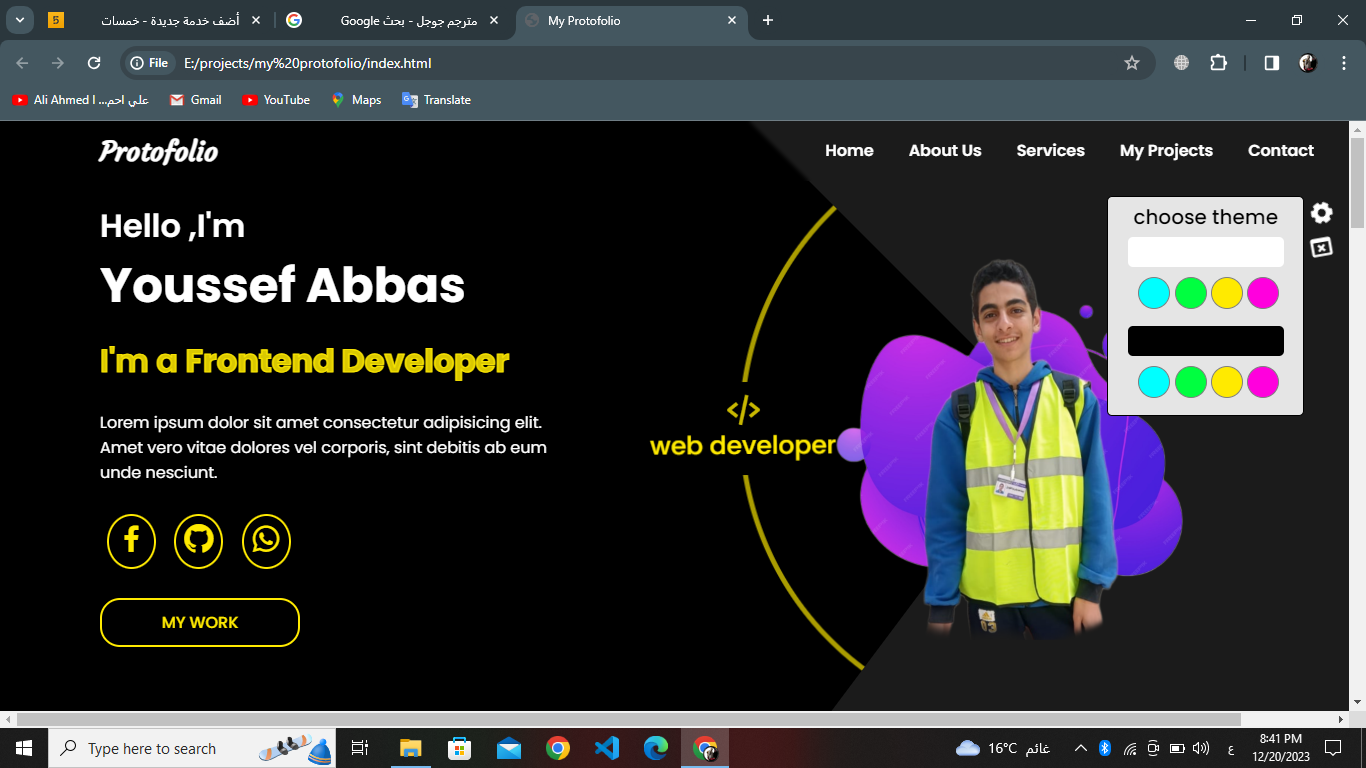 5 أضف خدمة جديدة - خمسات
مترجم جوجل - بحث Google
My Protofolio
File E:/projects/my%20protofolio/index.html
Ali Ahmed I ...علي احم
Gmail
YouTube
Maps
Translate
Protofolio
Home
About Us
Services
My Projects
Contact
Hello ,I'm
Youssef Abbas
I'm a Frontend Developer
Lorem ipsum dolor sit amet consectetur adipisicing elit.
Amet vero vitae dolores vel corporis, sint debitis ab eum
unde nesciunt.
MY WORK
</>
web developer
choose theme
03
Type here to search
16°C غائم
ع
8:41 PM
12/20/2023